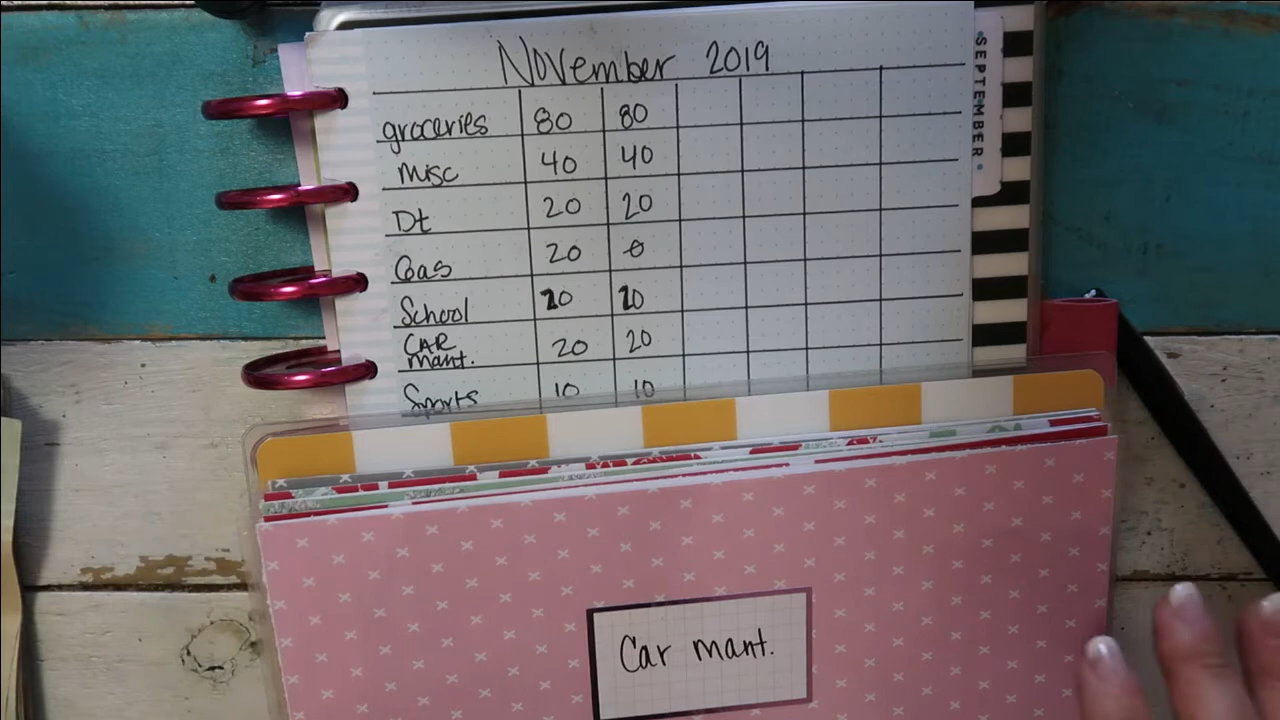 November 2019
groceries 80 80
Misc 40 40
Dt 20 20
Gas 20 0
School 20 20
CAR mant. 20 20
Sports 10 10
SEPTEMBER
Car mant.